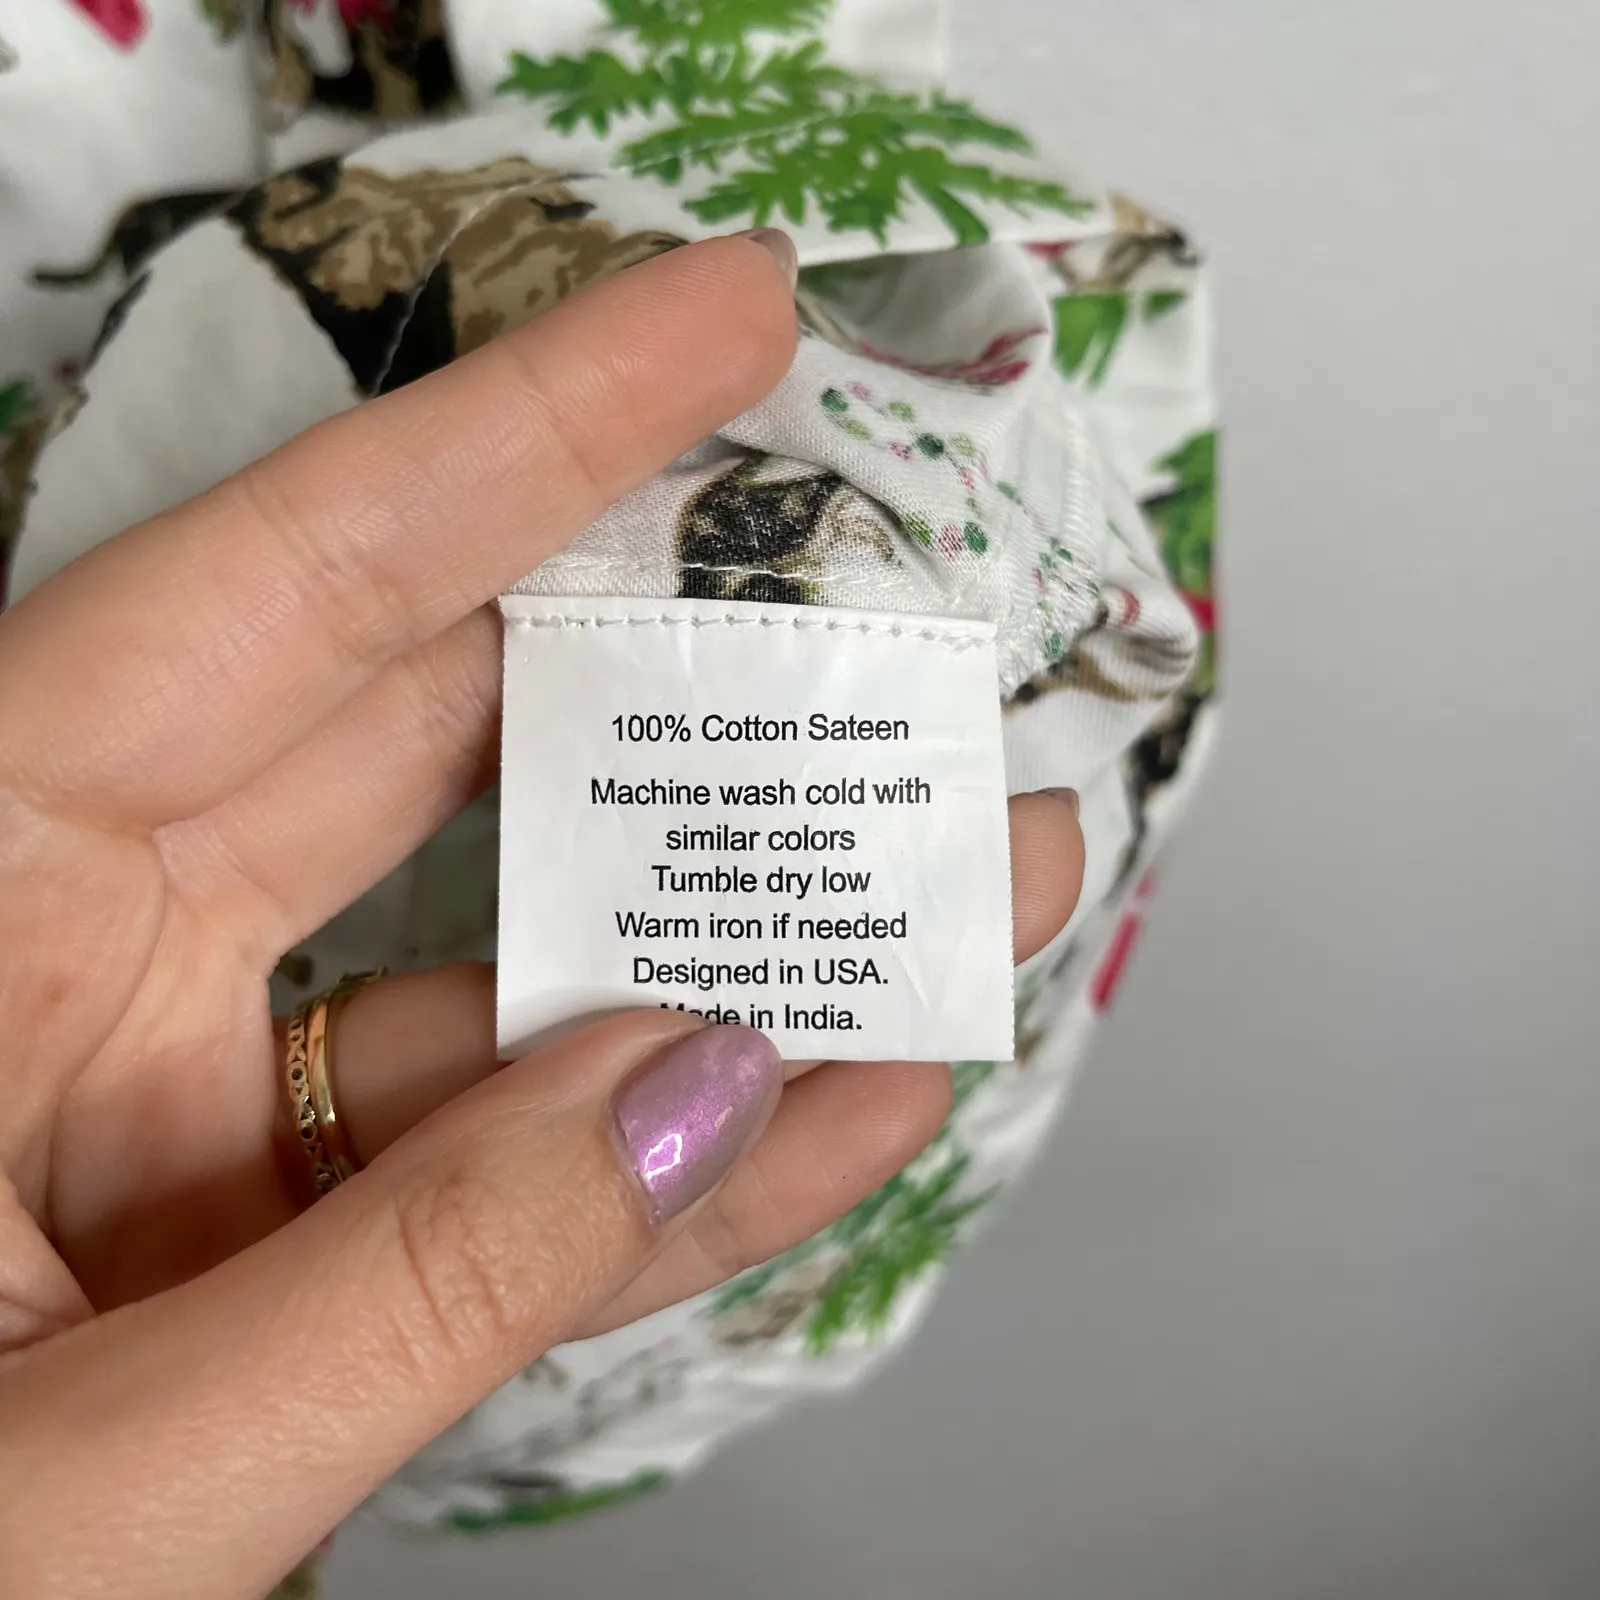 100% Cotton Sateen
Machine wash cold with
similar colors
Tumble dry low
Warm iron if needed
Designed in USA.
Made in India.